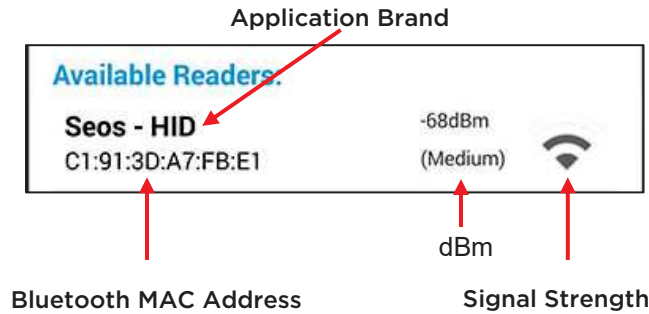 Application Brand
Available Readers:
Seos - HID
-68dBm
C1:91:3D:A7:FB:E1
(Medium)
dBm
Bluetooth MAC Address
Signal Strength